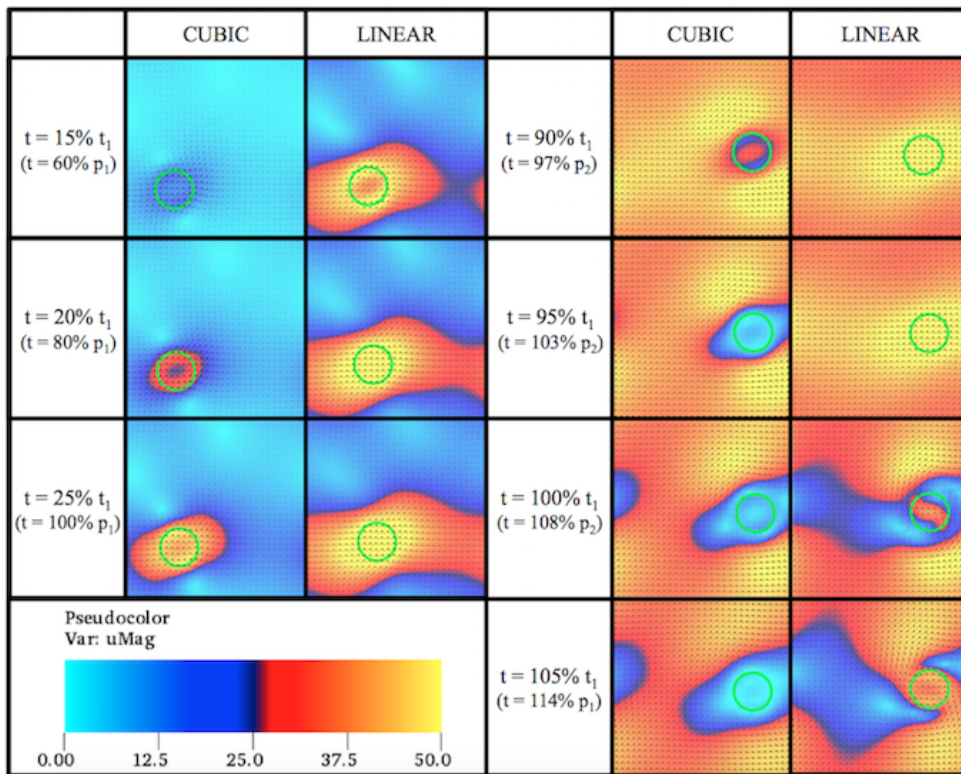 CUBIC LINEAR CUBIC LINEAR
t = 15% t₁
(t = 60% p₁)
t = 90% t₁
(t = 97% p₂)
t = 20% t₁
(t = 80% p₁)
t = 95% t₁
(t = 103% p₂)
t = 25% t₁
(t = 100% p₁)
t = 100% t₁
(t = 108% p₂)
Pseudocolor
Var: uMag
0.00 12.5 25.0 37.5 50.0
t = 105% t₁
(t = 114% p₁)